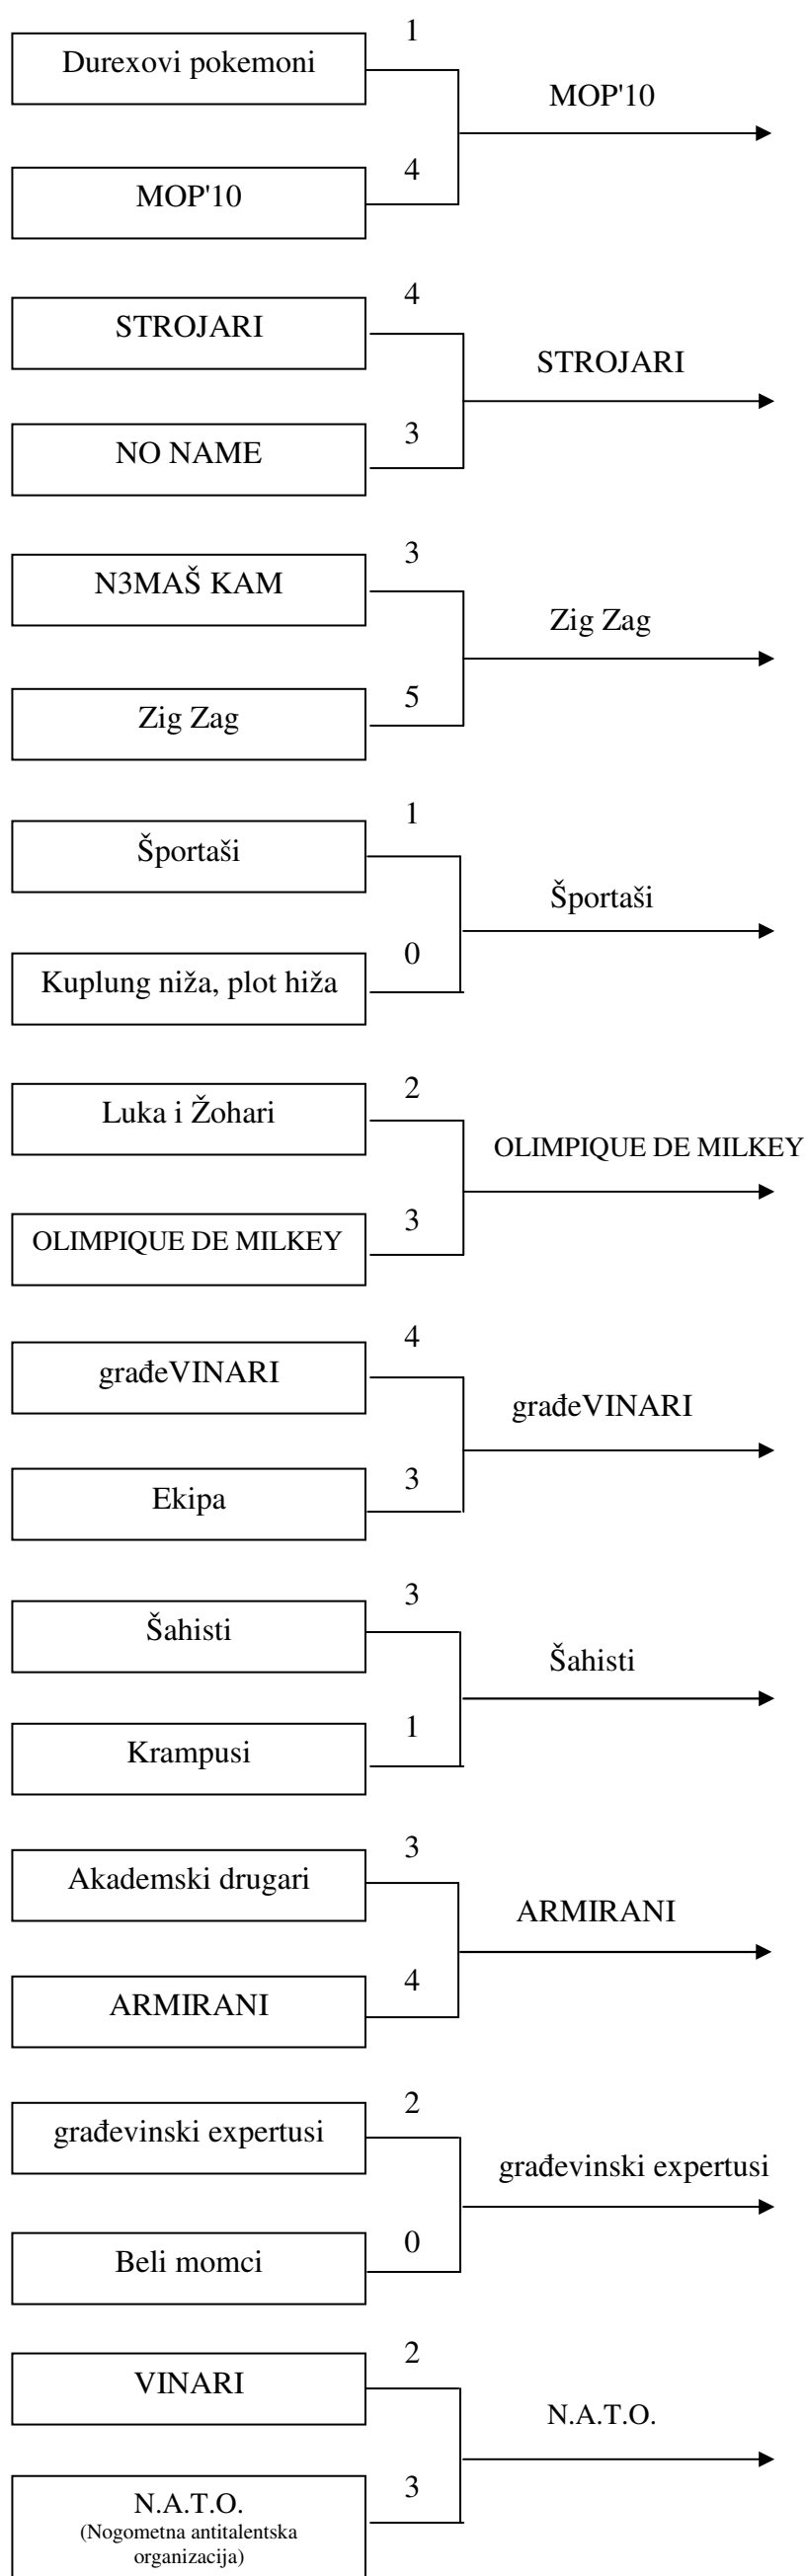 1
Durexovi pokemoni
MOP'10
4
MOP'10
4
STROJARI
STROJARI
3
NO NAME
3
N3MAŠ KAM
Zig Zag
5
Zig Zag
1
Športaši
Športaši
0
Kuplung niža, plot hiža
2
Luka i Žohari
OLIMPIQUE DE MILKEY
3
OLIMPIQUE DE MILKEY
4
građeVINARI
građeVINARI
3
Ekipa
3
Šahisti
Šahisti
1
Krampusi
3
Akademski drugari
ARMIRANI
4
ARMIRANI
2
građevinski expertusi
građevinski expertusi
0
Beli momci
2
VINARI
N.A.T.O.
3
N.A.T.O.
(Nogometna antitalentska
organizacija)